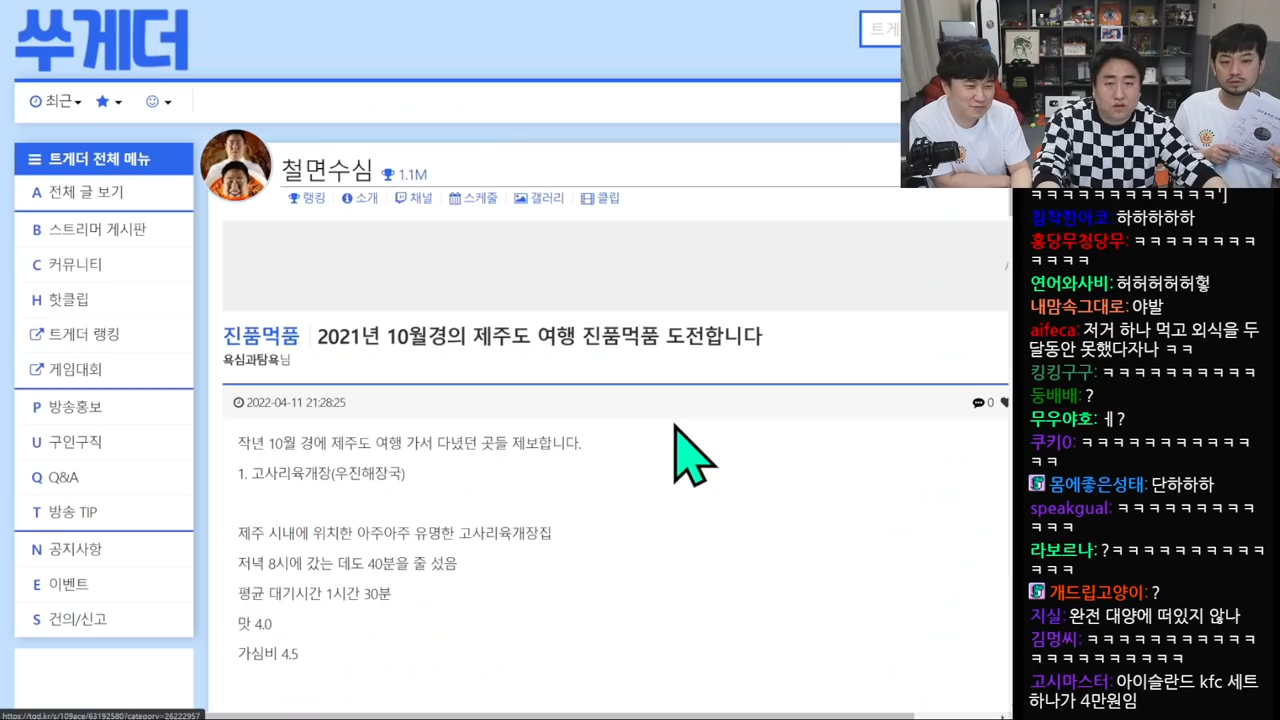 쑤게더
트게
최근
트게더 전체 메뉴
A 전체 글 보기
B 스트리머 게시판
C 커뮤니티
H 핫클립
트게더 랭킹
게임대회
P 방송홍보
U 구인구직
Q Q&A
T 방송 TIP
N 공지사항
E 이벤트
S 건의/신고
철면수심 1.1M
랭킹 소개 채널 스케줄 갤러리 클립
진품먹품 2021년 10월경의 제주도 여행 진품먹품 도전합니다
욕심과탐욕님
2022-04-11 21:28:25
0
작년 10월 경에 제주도 여행 가서 다녔던 곳들 제보합니다.
1. 고사리육개장(우진해장국)
제주 시내에 위치한 아주아주 유명한 고사리육개장집
저녁 8시에 갔는 데도 40분을 줄 섰음
평균 대기시간 1시간 30분
맛 4.0
가심비 4.5
https://tgd.kr/s/109ace/63192580?category=26222957
ㅋㅋㅋㅋㅋㅋㅋㅋㅋㅋㅋㅋ']
침착한아코: 하하하하하
홍당무청당무: ㅋㅋㅋㅋㅋㅋㅋㅋ
ㅋㅋㅋㅋ
연어와사비: 허허허허허헣
내맘속그대로: 야발
aifeca: 저거 하나 먹고 외식을 두
달동안 못했다자나 ㅋㅋ
킹킹구구: ㅋㅋㅋㅋㅋㅋㅋㅋㅋㅋ
둥배배: ?
무우야호: ㅔ?
쿠키0: ㅋㅋㅋㅋㅋㅋㅋㅋㅋㅋㅋ
ㅋㅋ
몸에좋은성태: 단하하하
speakgual: ㅋㅋㅋㅋㅋㅋㅋㅋㅋ
ㅋㅋㅋ
라보르나: ?ㅋㅋㅋㅋㅋㅋㅋㅋㅋㅋ
ㅋㅋㅋ
개드립고양이: ?
지실: 완전 대양에 떠있지 않나
김멍씨: ㅋㅋㅋㅋㅋㅋㅋㅋㅋㅋㅋ
ㅋㅋㅋㅋㅋㅋㅋㅋㅋㅋ
고시마스터: 아이슬란드 kfc 세트
하나가 4만원임